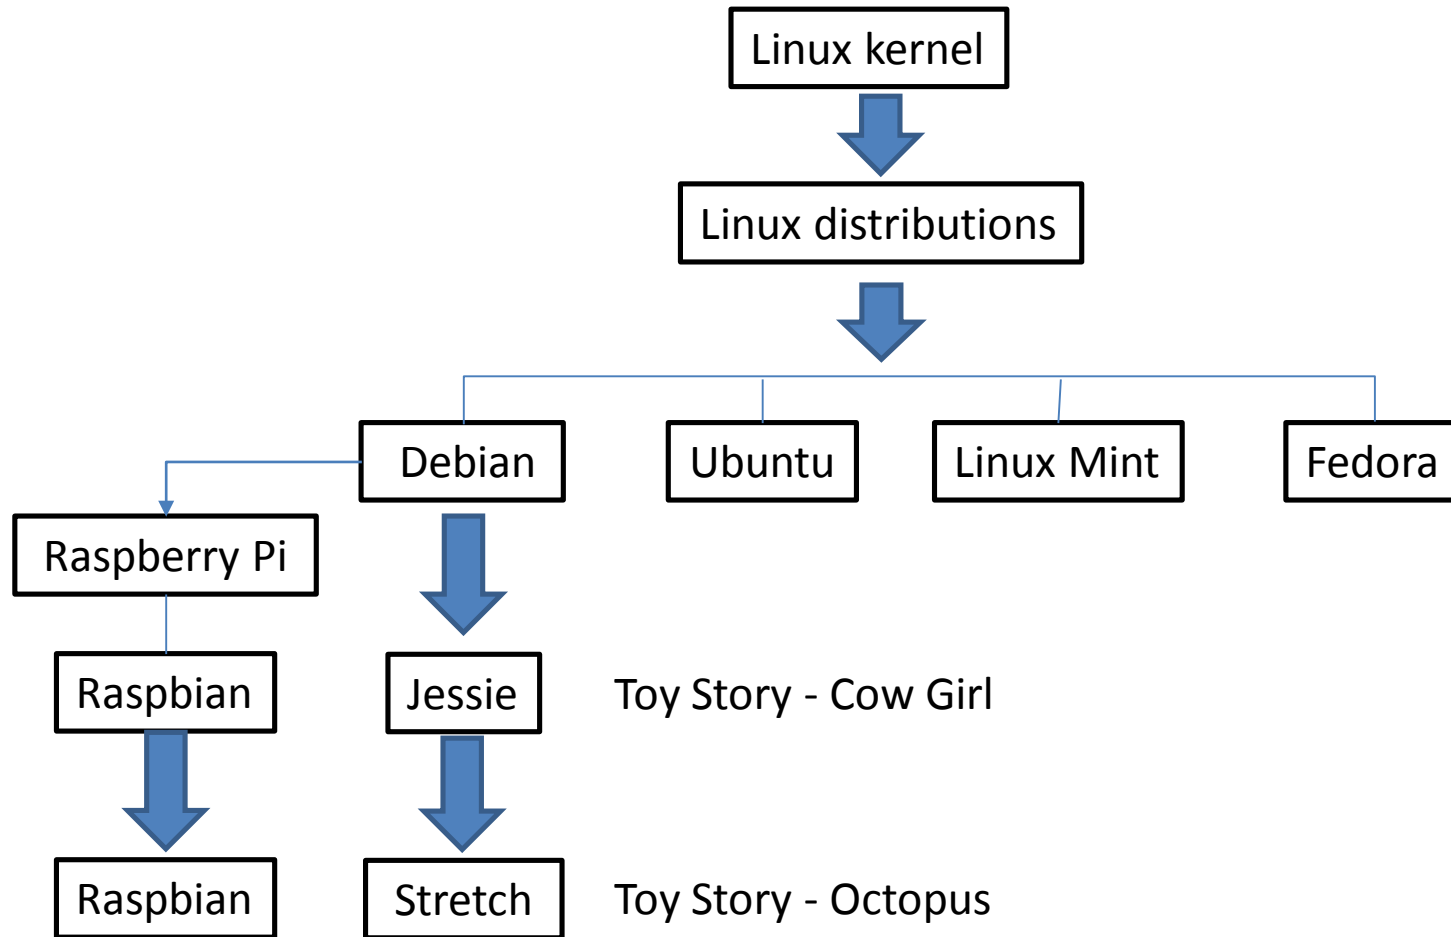 Linux kernel
Linux distributions
Debian
Ubuntu
Linux Mint
Fedora
Raspberry Pi
Raspbian
Jessie
Toy Story - Cow Girl
Raspbian
Stretch
Toy Story - Octopus